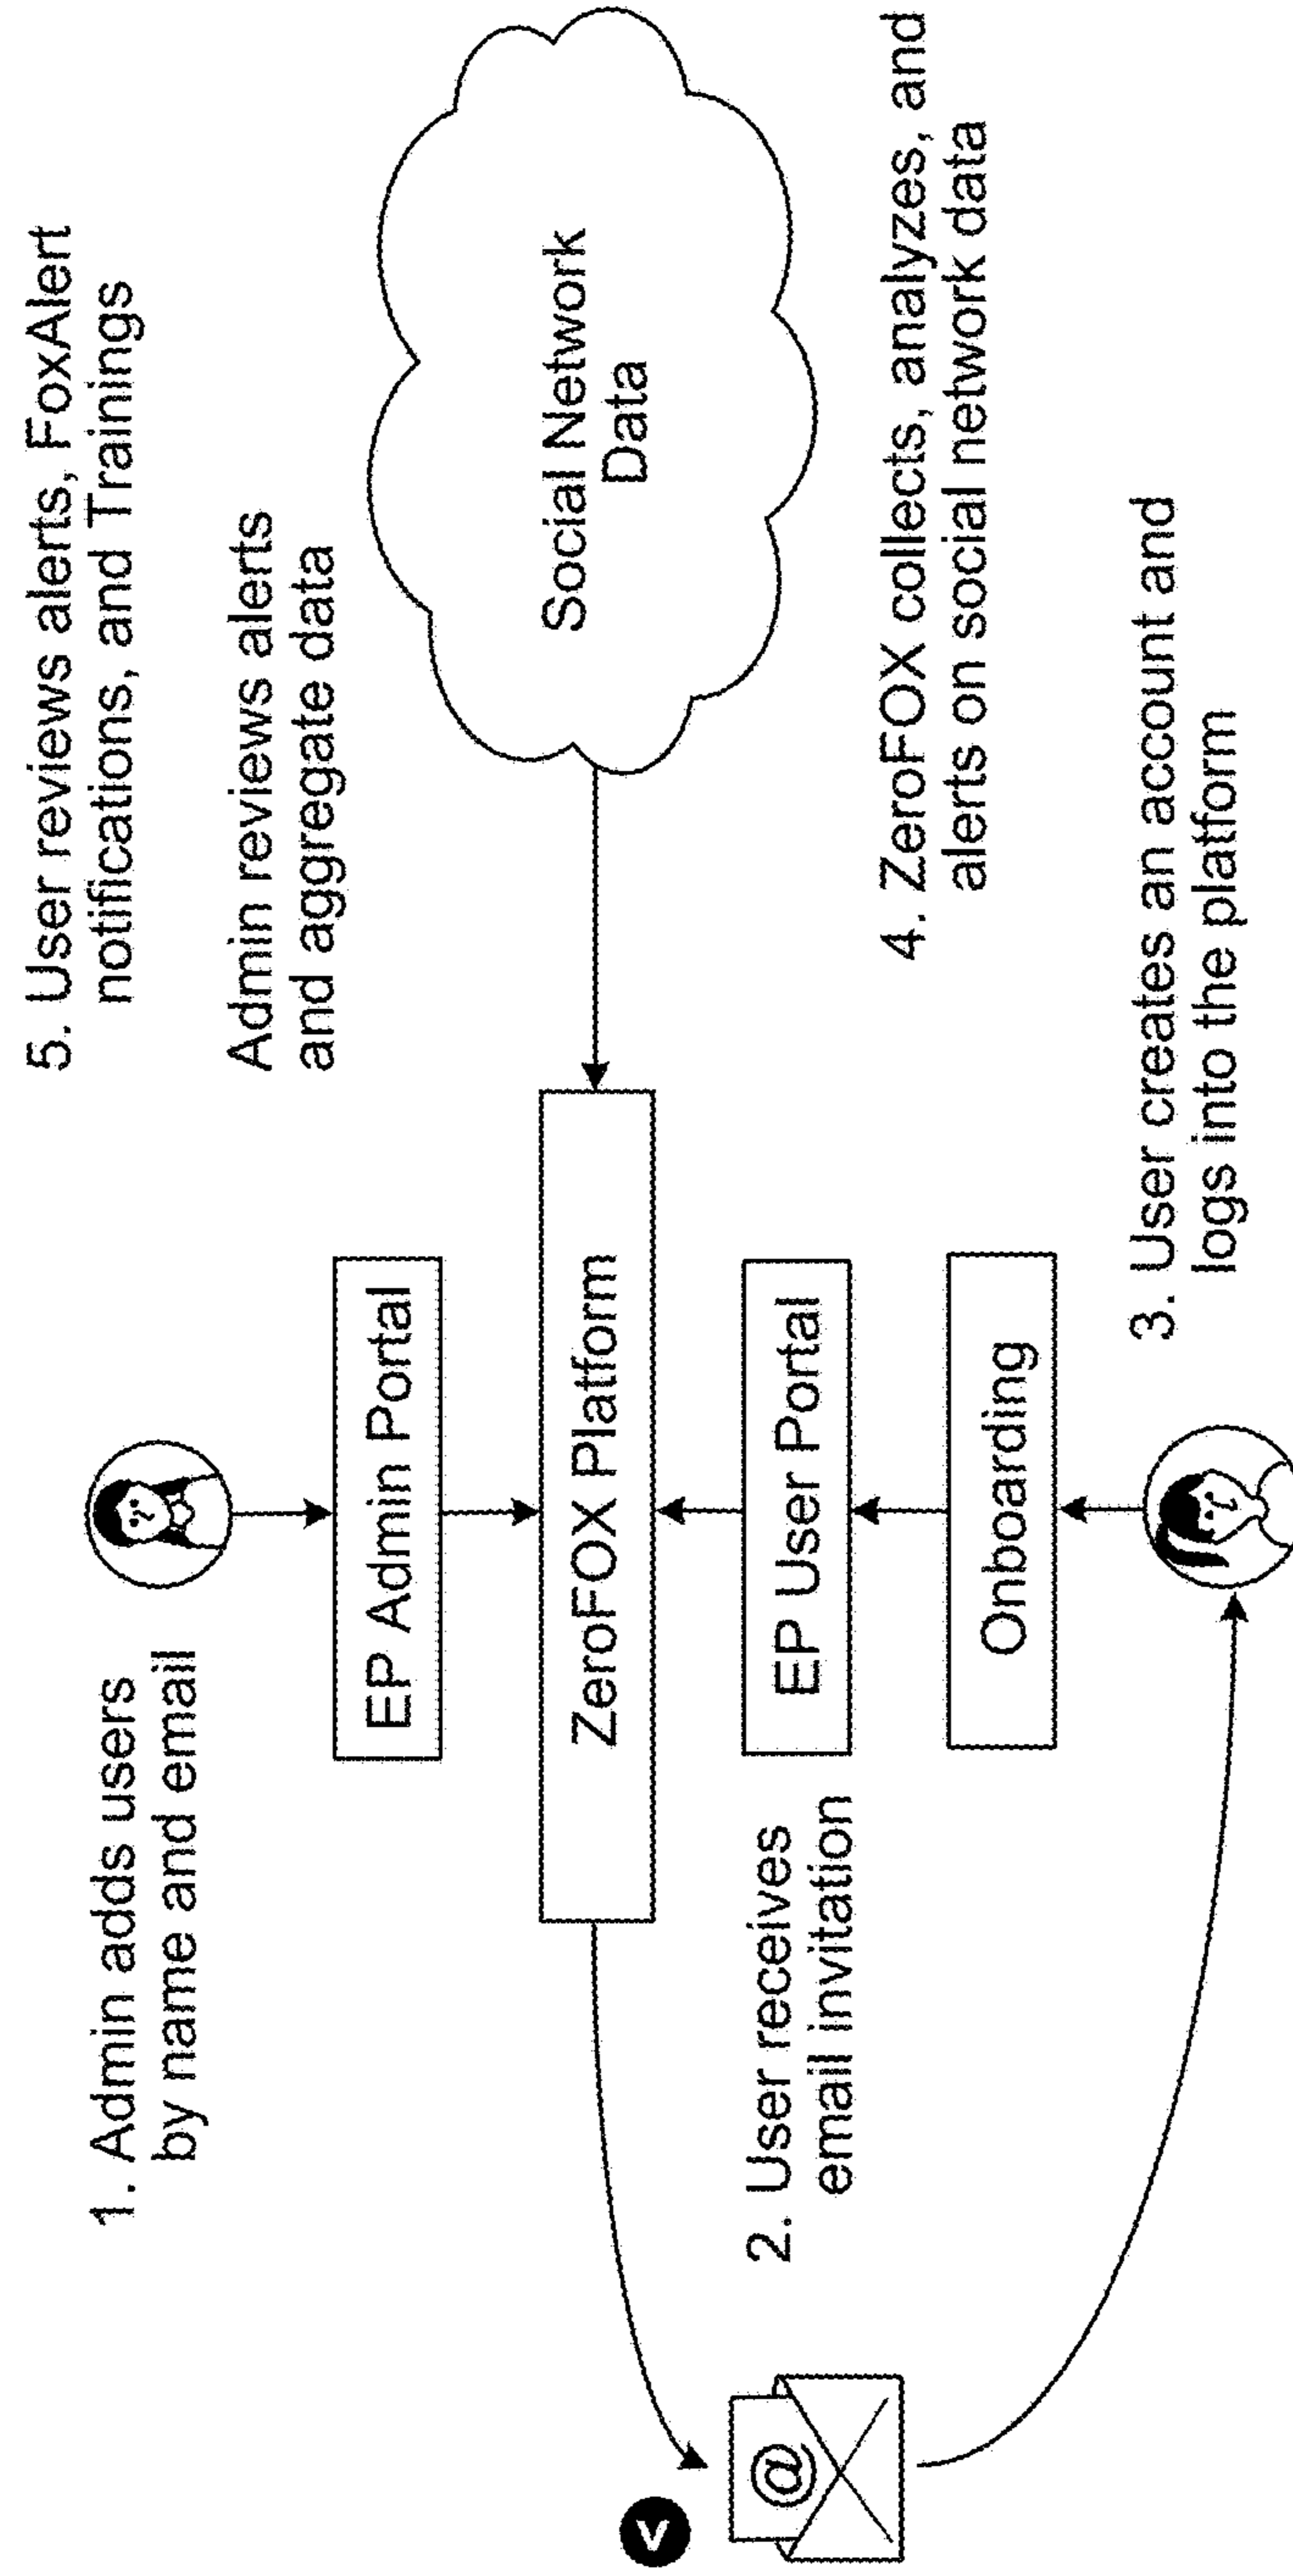 1. Admin adds users
by name and email
5. User reviews alerts, FoxAlert
notifications, and Trainings
Admin reviews alerts
and aggregate data
EP Admin Portal
ZeroFOX Platform
Social Network
Data
V
@
2. User receives
email invitation
EP User Portal
Onboarding
4. ZeroFOX collects, analyzes, and
alerts on social network data
3. User creates an account and
logs into the platform